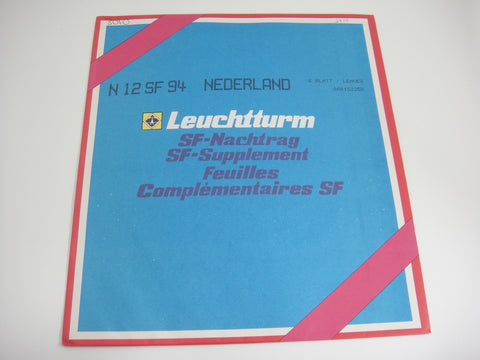 N 12 SF 94 NEDERLAND
Leuchtturm
SF-Nachtrag
SF-Supplement
Feuilles
Complémentaires SF